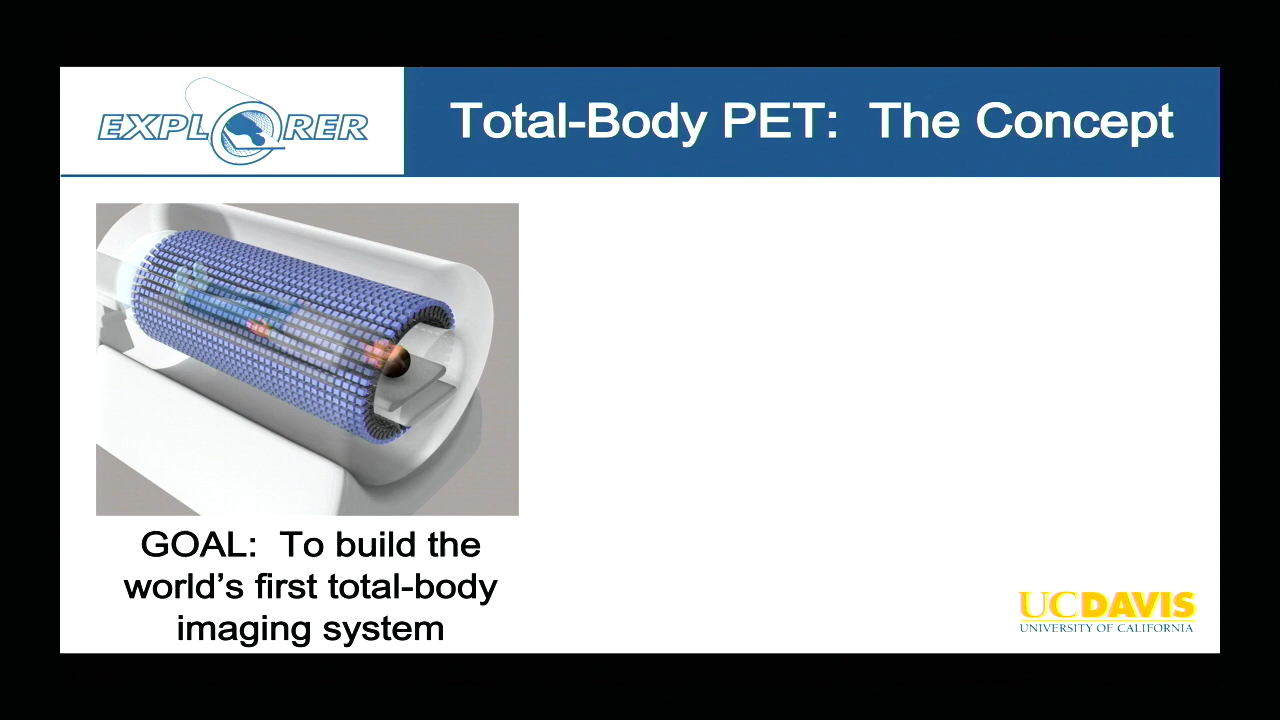 EXPLORER
Total-Body PET:  The Concept
GOAL:  To build the
world’s first total-body
imaging system
UCDAVIS
UNIVERSITY OF CALIFORNIA